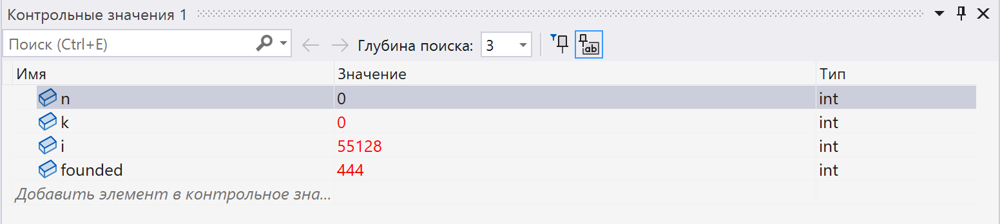 Контрольные значения 1
Поиск (Ctrl+E) Глубина поиска: 3
Имя Значение Тип
n 0 int
k 0 int
i 55128 int
founded 444 int
Добавить элемент в контрольное зна...